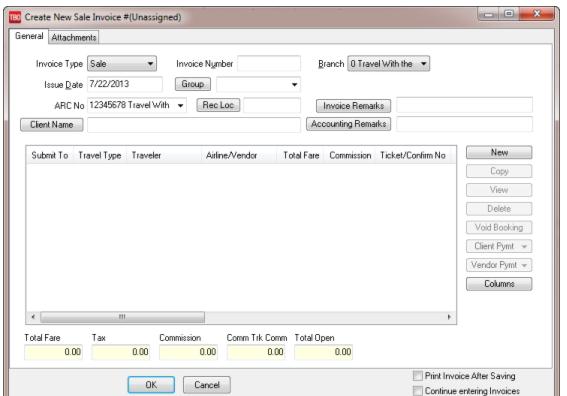 TBO Create New Sale Invoice #(Unassigned)
General Attachments
Invoice Type Sale Invoice Number Branch 0 Travel With the
Issue Date 7/22/2013 Group
ARC No 12345678 Travel With Rec Loc Invoice Remarks
Client Name Accounting Remarks
Submit To Travel Type Traveler Airline/Vendor Total Fare Commission Ticket/Confirm No New
Copy
View
Delete
Void Booking
Client Pymt
Vendor Pymt
Columns
Total Fare Tax Commission Comm Trk Comm Total Open
0.00 0.00 0.00 0.00 0.00
Print Invoice After Saving
OK Cancel
Continue entering Invoices